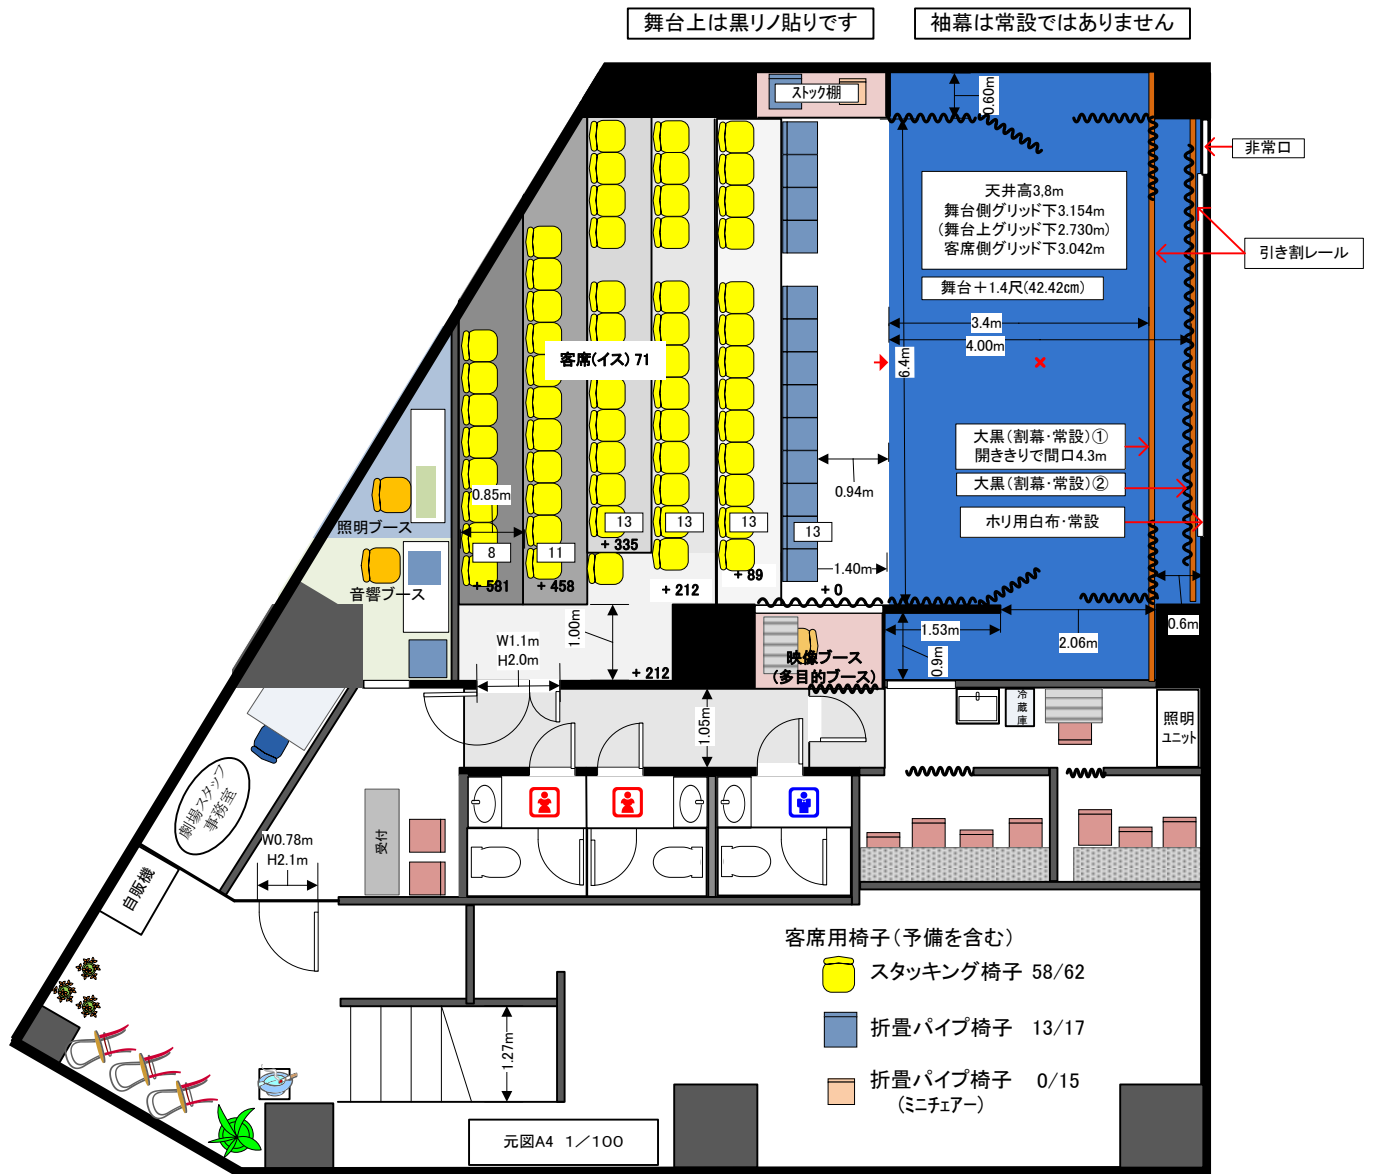 舞台上は黒リノ貼りです
袖幕は常設ではありません
ストック棚
0.60m
非常口
天井高3,8m
舞台側グリッド下3.154m
(舞台上グリッド下2.730m)
客席側グリッド下3.042m
引き割レール
舞台＋1.4尺(42.42㎝)
3.4m
4.00m
6.4m
客席(イス) 71
大黒(割幕・常設)①
開ききりで間口4.3m
大黒(割幕・常設)②
ホリ用白布・常設
0.94m
0.85m
照明ブース
13
13
13
13
8
11
+ 335
1.40m
+ 581
+ 458
+ 212
+ 89
+ 0
音響ブース
1.00m
W1.1m
H2.0m
+ 212
映像ブース
(多目的ブース)
1.53m
2.06m
0.6m
0.9m
1.05m
冷蔵庫
照明
ユニット
劇場スタッフ
事務室
受付
W0.78m
H2.1m
自販機
客席用椅子(予備を含む)
スタッキング椅子 58/62
折畳パイプ椅子 13/17
折畳パイプ椅子 0/15
(ミニチェアー)
1.27m
元図A4 1／100